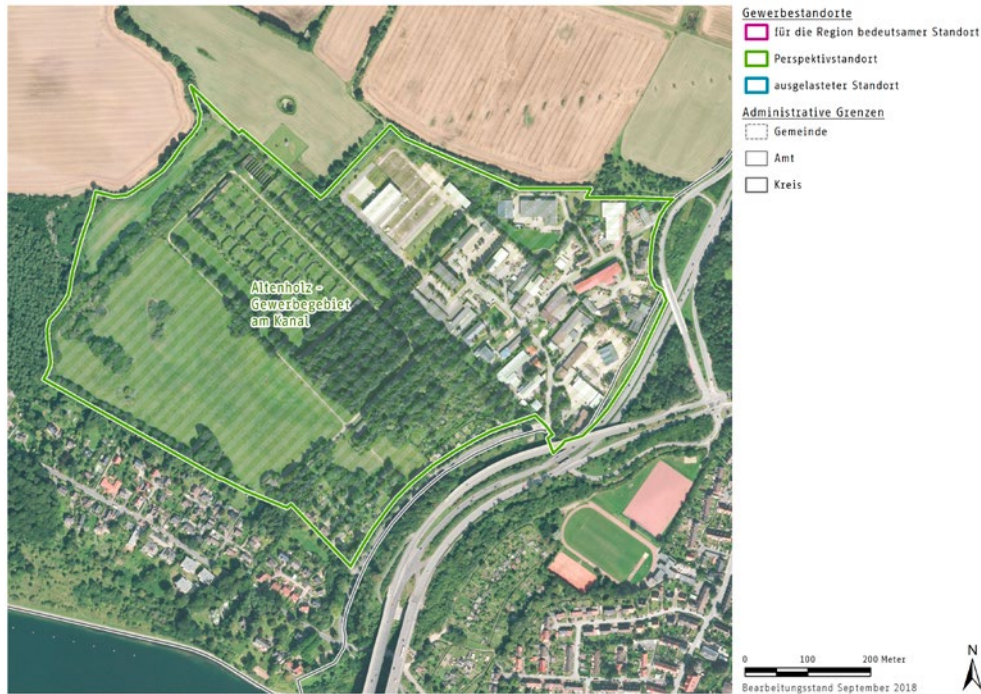 Altenholz -
Gewerbegebiet
am Kanal
Gewerbestandorte
für die Region bedeutsamer Standort
Perspektivstandort
ausgelasteter Standort
Administrative Grenzen
Gemeinde
Amt
Kreis
0 100 200 Meter
Bearbeitungsstand September 2018
N